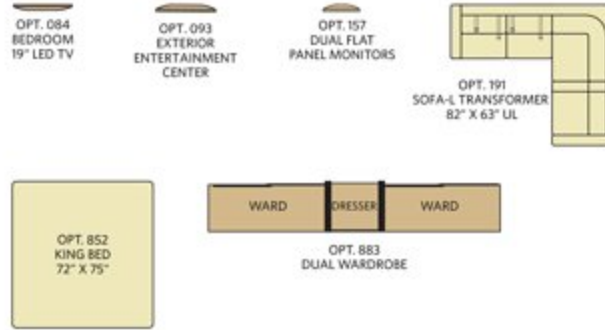 OPT. 084
BEDROOM
19" LED TV
OPT. 093
EXTERIOR
ENTERTAINMENT
CENTER
OPT. 157
DUAL FLAT
PANEL MONITORS
OPT. 191
SOFA-L TRANSFORMER
82" X 63" UL
OPT. 852
KING BED
72" X 75"
WARD
DRESSER
WARD
OPT. 883
DUAL WARDROBE